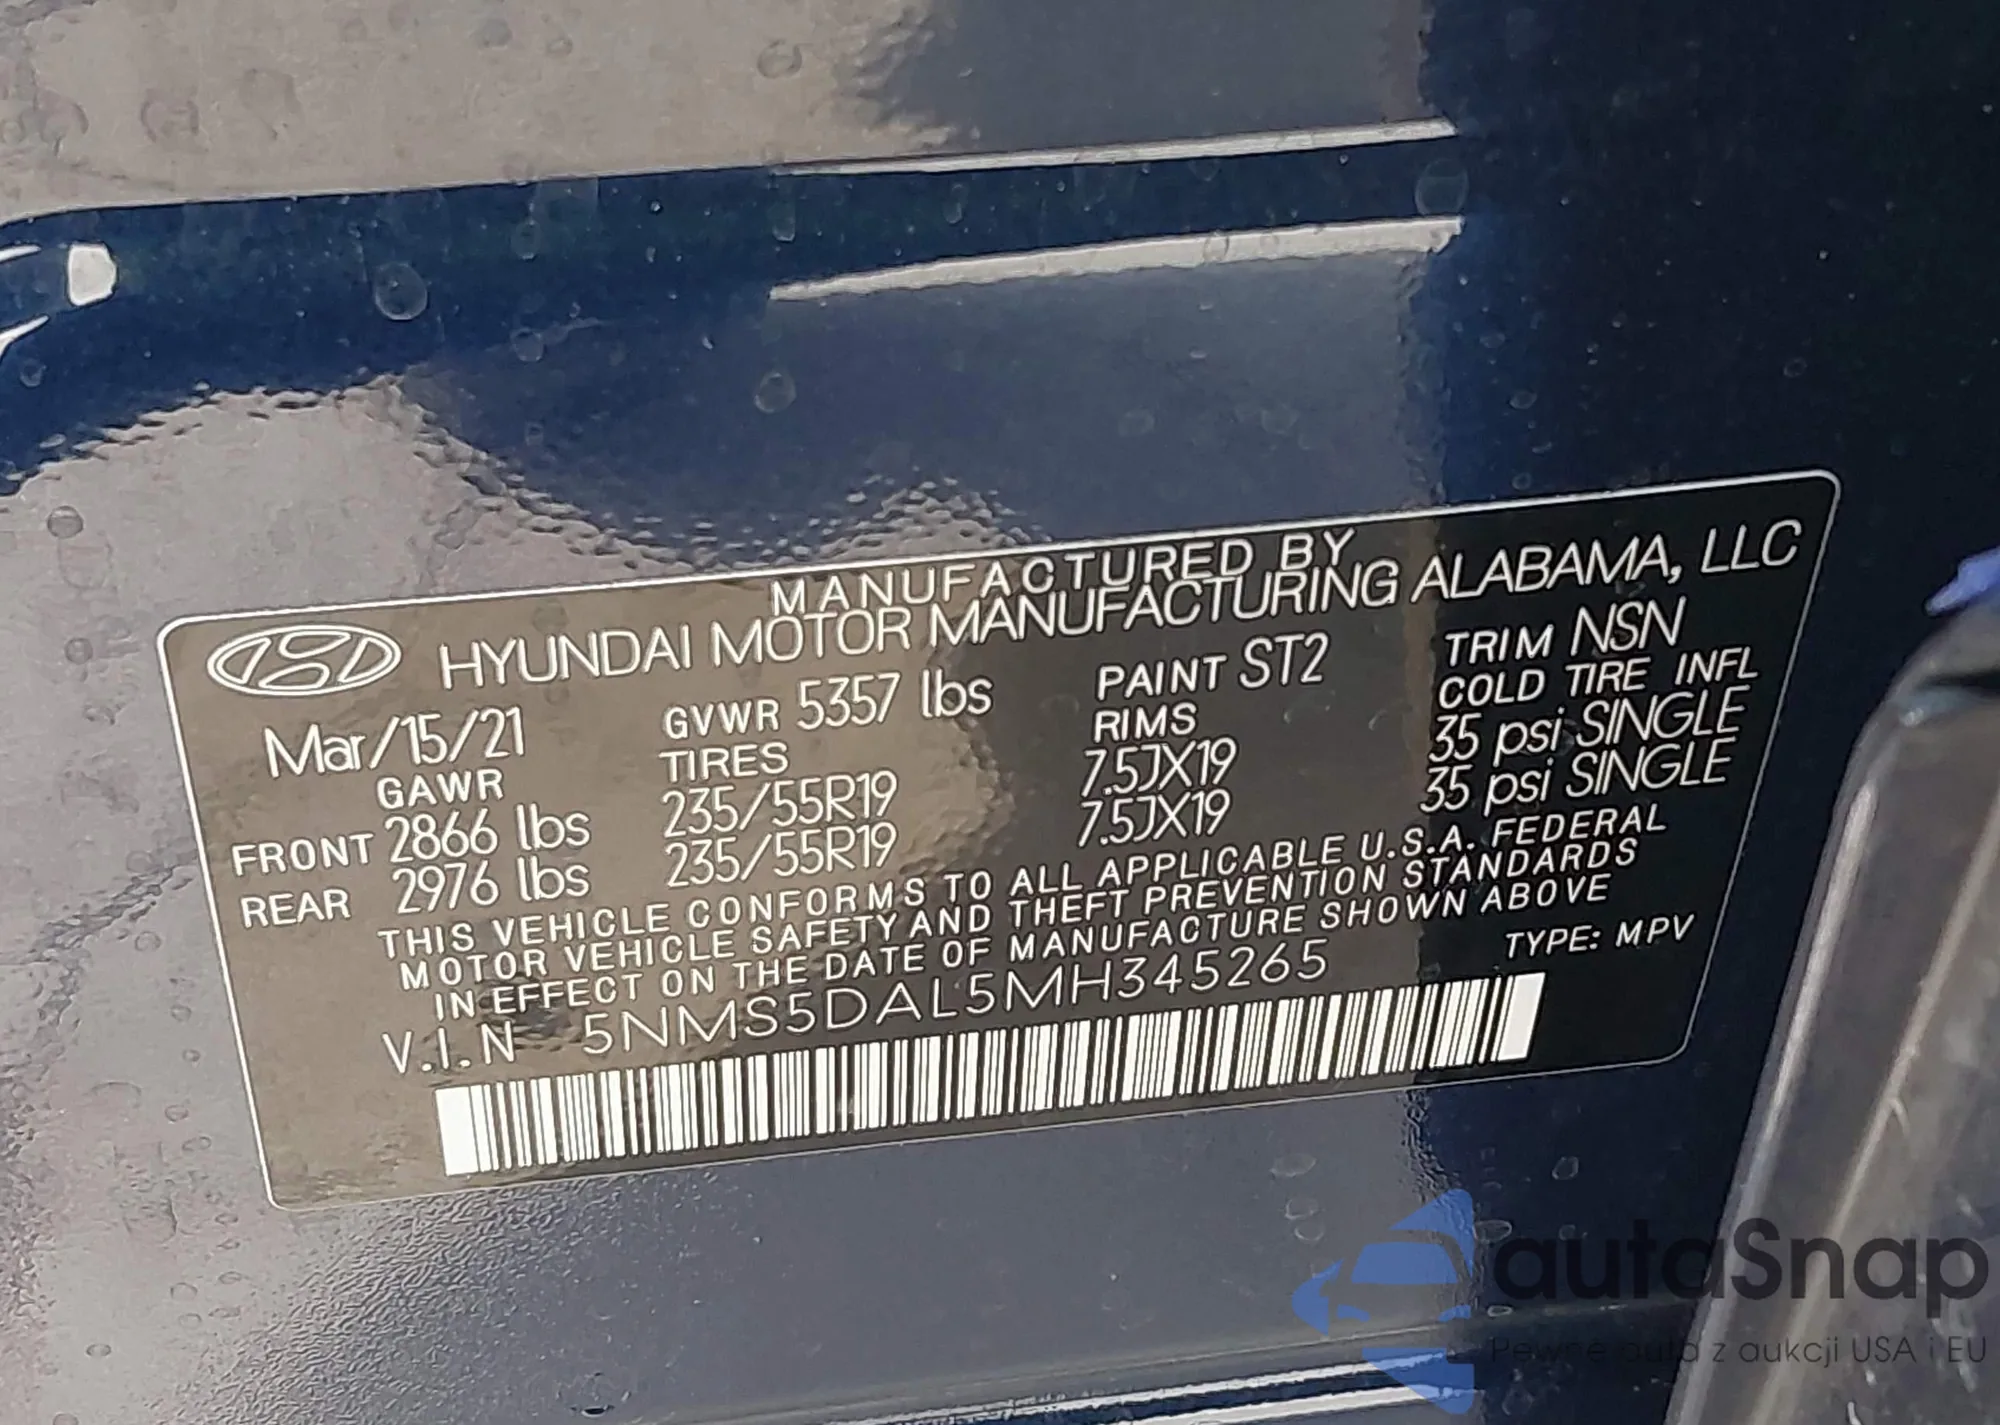 MANUFACTURED BY
HYUNDAI MOTOR MANUFACTURING ALABAMA, LLC
Mar/15/21 GVWR 5357 lbs PAINT ST2 TRIM NSN
GAWR TIRES RIMS COLD TIRE INFL
FRONT 2866 lbs 235/55R19 7.5JX19 35 psi SINGLE
REAR 2976 lbs 235/55R19 7.5JX19 35 psi SINGLE
THIS VEHICLE CONFORMS TO ALL APPLICABLE U.S.A. FEDERAL
MOTOR VEHICLE SAFETY AND THEFT PREVENTION STANDARDS
IN EFFECT ON THE DATE OF MANUFACTURE SHOWN ABOVE
V.I.N 5NMS5DAL5MH345265 TYPE: MPV
autaSnap
Pewne auta z aukcji USA i EU